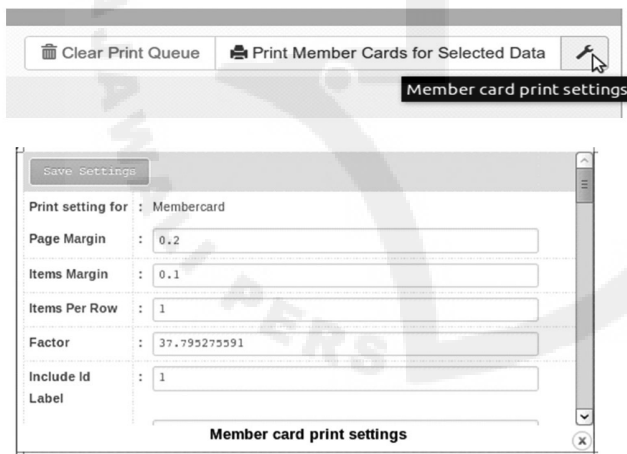 Clear Print Queue Print Member Cards for Selected Data
Member card print settings
Save Settings
Print setting for : Membercard
Page Margin : 0.2
Items Margin : 0.1
Items Per Row : 1
Factor : 37.795275591
Include Id : 1
Label
Member card print settings
RAJAWALI PERS